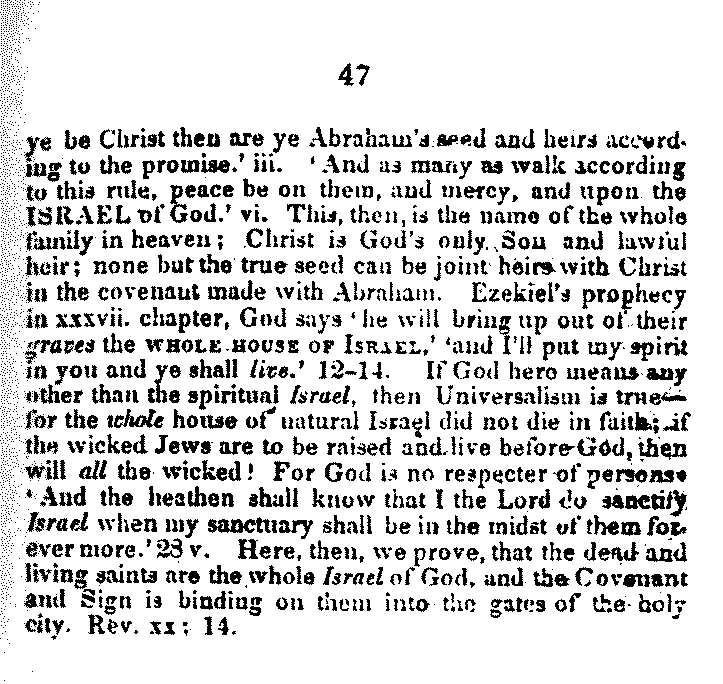 47
ye be Christ then are ye Abraham's seed and heirs accord-
ing to the promise.' iii. 'And as many as walk according
to this rule, peace be on them, and mercy, and upon the
ISRAEL of God.' vi. This, then, is the name of the whole
family in heaven; Christ is God's only Son and lawful
heir; none but the true seed can be joint heirs with Christ
in the covenaut made with Abraham. Ezekiel's prophecy
in xxxvii. chapter, God says 'he will bring up out of their
graves the WHOLE HOUSE OF ISRAEL,' 'and I'll put my spirit
in you and ye shall live.' 12-14. If God hero means any
other than the spiritual Israel, then Universalism is true—
for the whole house of natural Israel did not die in faith; if
the wicked Jews are to be raised and live before God, then
will all the wicked! For God is no respecter of persons.
'And the heathen shall know that I the Lord do sanctify
Israel when my sanctuary shall be in the midst of them for-
ever more.' 28 v. Here, then, we prove, that the dead and
living saints are the whole Israel of God, and the Covenant
and Sign is binding on them into the gates of the holy
city. Rev. xx: 14.